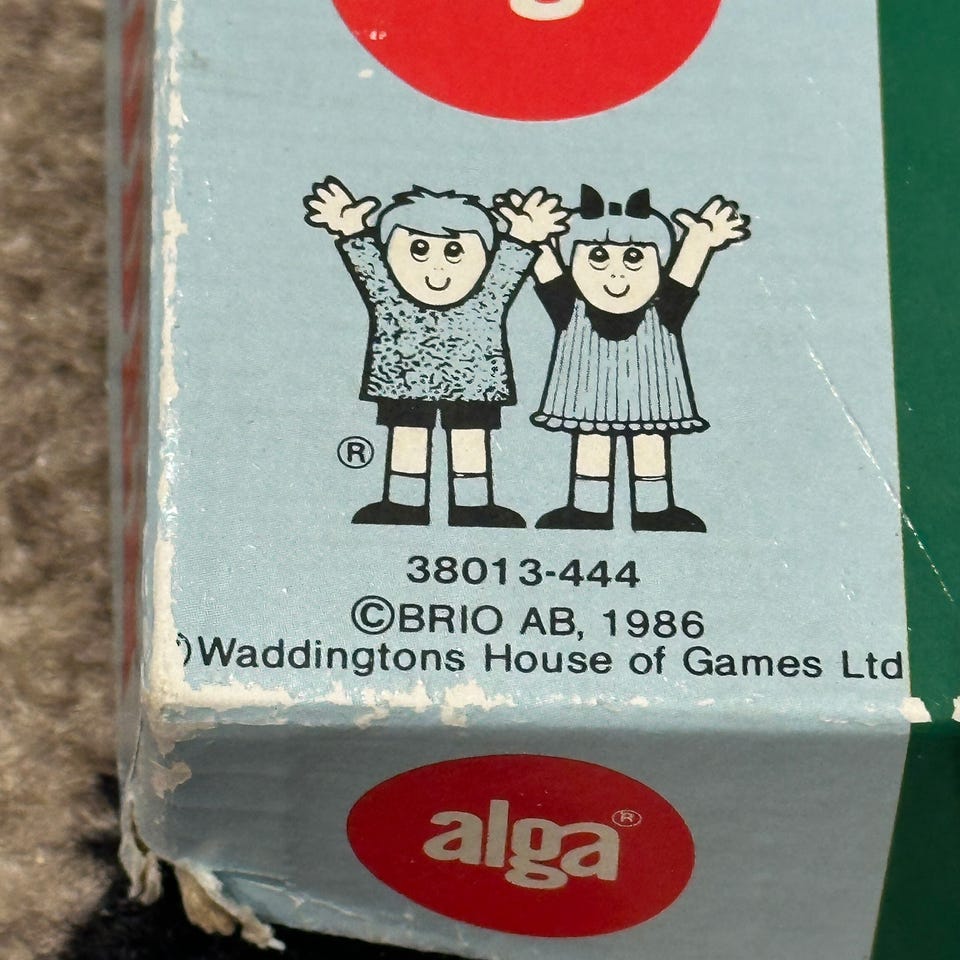 g
®
38013-444
©BRIO AB, 1986
©Waddingtons House of Games Ltd
alga®